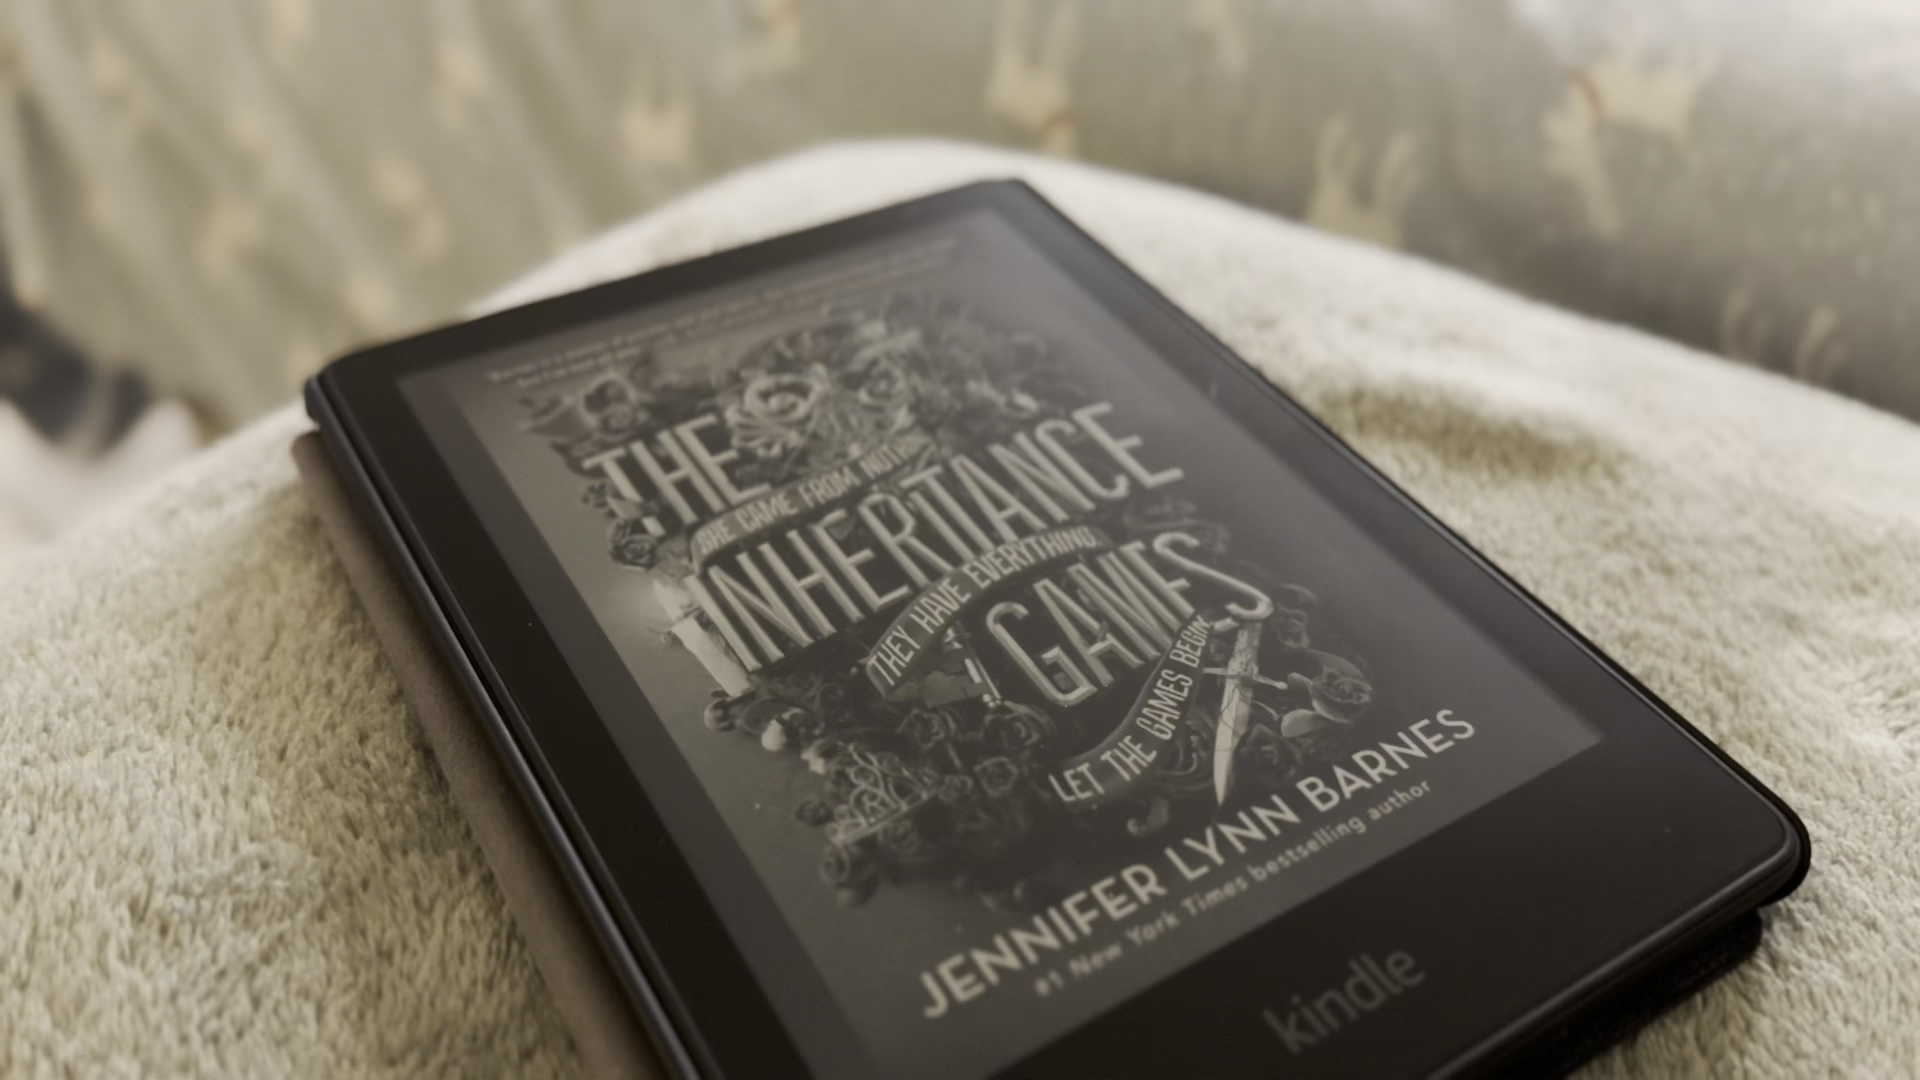 THE
SHE CAME FROM
INHERITANCE
THEY HAVE EVERYTHING
GAMES
LET THE GAMES BEGIN
JENNIFER LYNN BARNES
#1 New York Times bestselling author
kindle